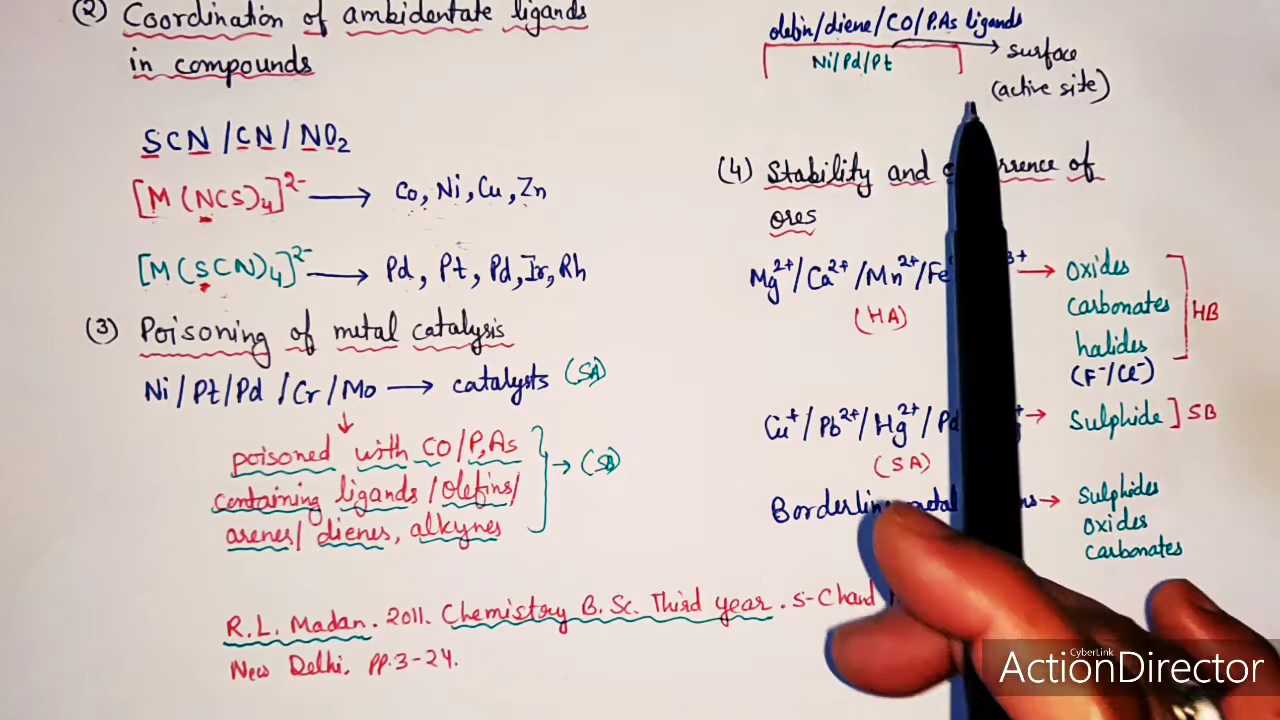 (2) Coordination of ambidentate ligands
in compounds
SCN / CN / NO2
[M(NCS)4]2- → Co, Ni, Cu, Zn
[M(SCN)4]2- → Pd, Pt, Pd, Ir, Rh
(3) Poisoning of metal catalysis
Ni / Pt / Pd / Cr / Mo → catalysts (SA)
poisoned with CO / P, As
containing ligands / olefins /
arenes / dienes, alkynes
→ (SB)
R.L. Madan. 2011. Chemistry B.Sc. Third year. S-Chand
New Delhi. pp.3-24.
olefin/diene/CO/P.As ligands
Ni/Pd/Pt
→ surface
(active site)
(4) Stability and of
ores
Mg2+/Ca2+/Mn2+/Fe → Oxides
Carbonates
halides
(F-/Cl-)
(HA)
HB
Cu+/Pb2+/Hg2+/Pd → Sulphide ] SB
(SA)
Borderline → Sulphides
oxides
carbonates
CyberLink
ActionDirector